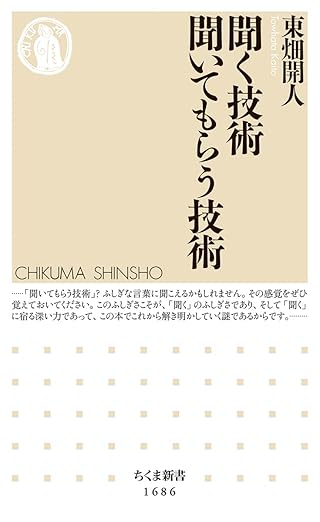 東畑開人
Towhata Kaito
聞く技術
聞いてもらう技術
CHIKUMA SHINSHO
……「聞いてもらう技術」？ ふしぎな言葉に聞こえるかもしれません。その感覚をぜひ
覚えておいてください。このふしぎさこそが、「聞く」のふしぎさであり、そして「聞く」
に宿る深い力であって、この本でこれから解き明かしていく謎であるからです。………
ちくま新書
1686